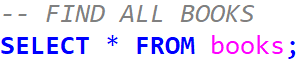 -- FIND ALL BOOKS
SELECT * FROM books;